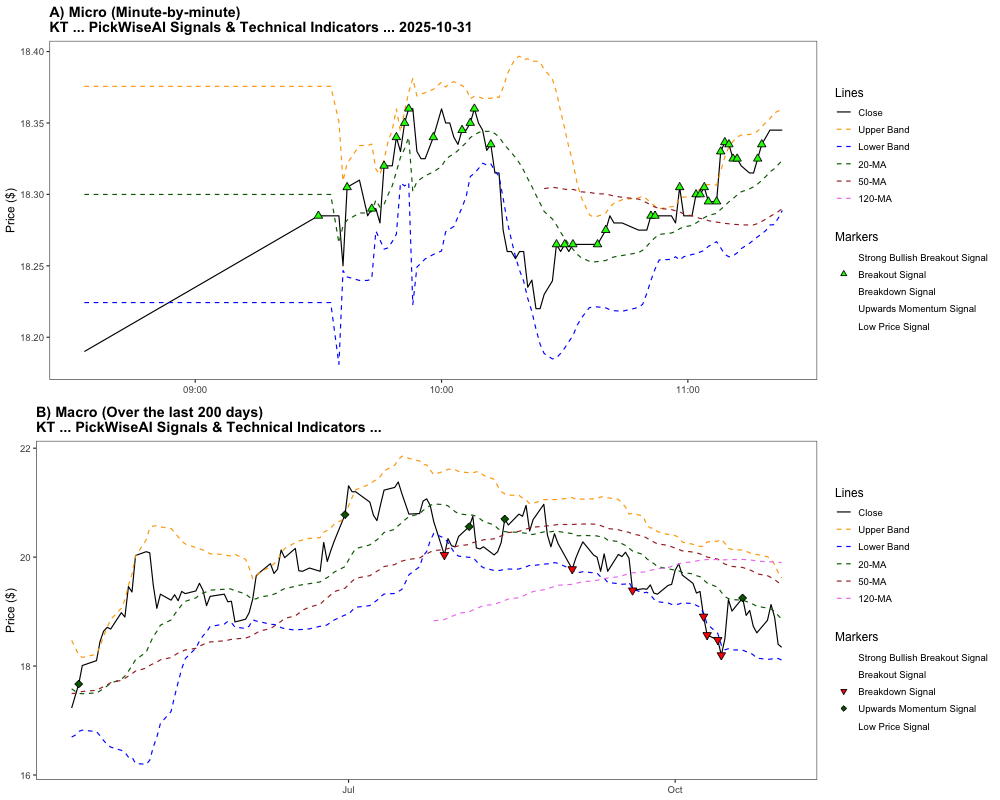 A) Micro (Minute-by-minute)
KT ... PickWiseAI Signals & Technical Indicators ... 2025-10-31
18.40
18.35
18.30
18.25
18.20
Price ($)
09:00
10:00
11:00
Lines
Close
Upper Band
Lower Band
20-MA
50-MA
120-MA
Markers
Strong Bullish Breakout Signal
Breakout Signal
Breakdown Signal
Upwards Momentum Signal
Low Price Signal
B) Macro (Over the last 200 days)
KT ... PickWiseAI Signals & Technical Indicators ...
22
20
18
16
Price ($)
Jul
Oct
Lines
Close
Upper Band
Lower Band
20-MA
50-MA
120-MA
Markers
Strong Bullish Breakout Signal
Breakout Signal
Breakdown Signal
Upwards Momentum Signal
Low Price Signal